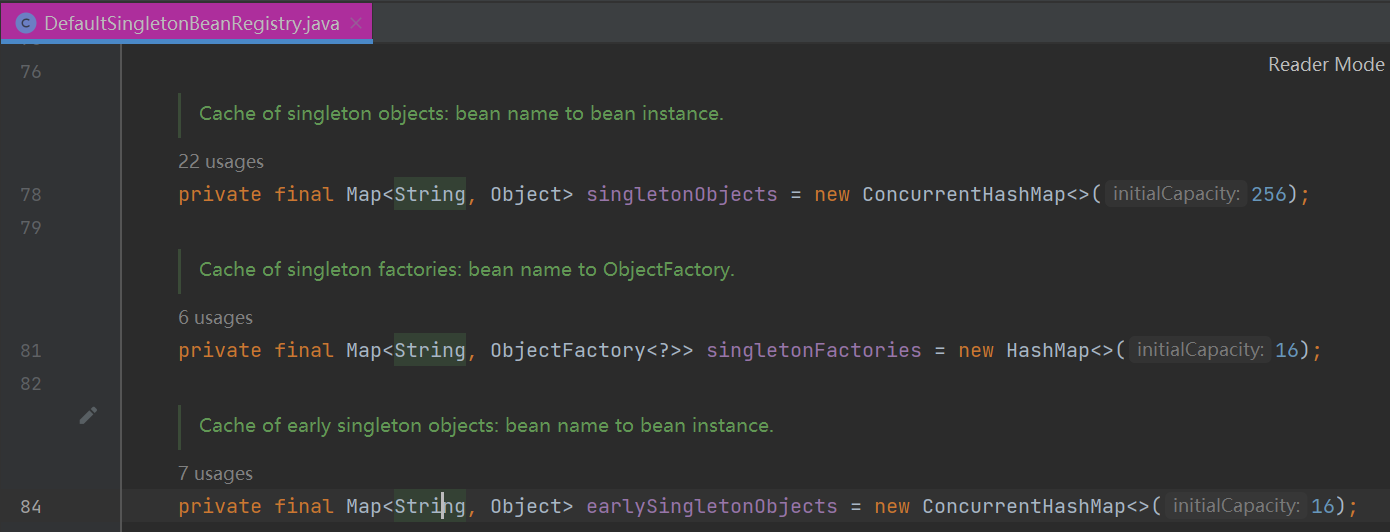 C DefaultSingletonBeanRegistry.java ×
76
Reader Mode
Cache of singleton objects: bean name to bean instance.
22 usages
78 private final Map<String, Object> singletonObjects = new ConcurrentHashMap<>( initialCapacity: 256);
79
Cache of singleton factories: bean name to ObjectFactory.
6 usages
81 private final Map<String, ObjectFactory<?>> singletonFactories = new HashMap<>( initialCapacity: 16);
82
Cache of early singleton objects: bean name to bean instance.
7 usages
84 private final Map<String, Object> earlySingletonObjects = new ConcurrentHashMap<>( initialCapacity: 16);